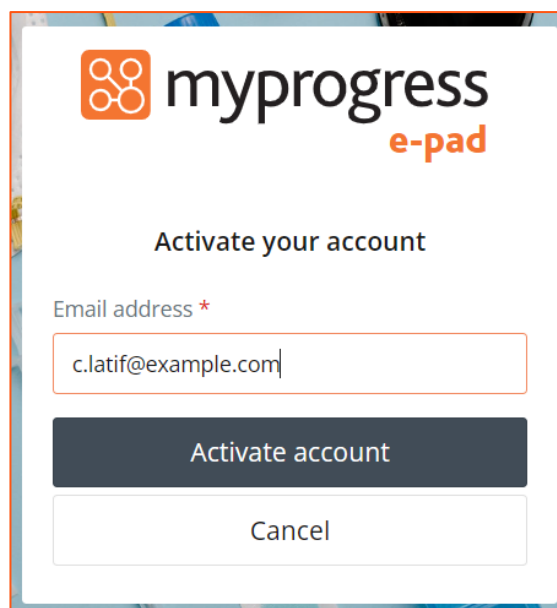 myprogress
e-pad
Activate your account
Email address *
c.latif@example.com
Activate account
Cancel